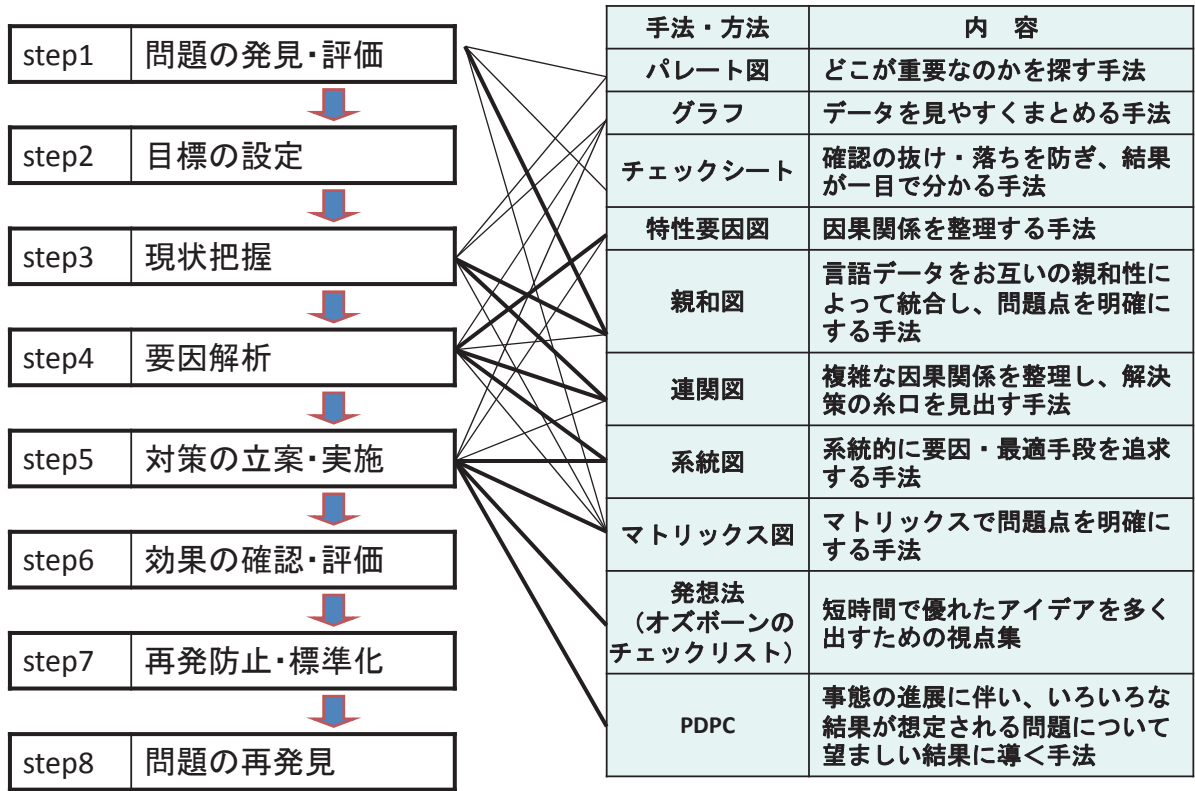 step1 問題の発見・評価
step2 目標の設定
step3 現状把握
step4 要因解析
step5 対策の立案・実施
step6 効果の確認・評価
step7 再発防止・標準化
step8 問題の再発見
手法・方法 内 容
パレート図 どこが重要なのかを探す手法
グラフ データを見やすくまとめる手法
チェックシート
確認の抜け・落ちを防ぎ、結果
が一目で分かる手法
特性要因図 因果関係を整理する手法
親和図
言語データをお互いの親和性に
よって統合し、問題点を明確に
する手法
連関図
複雑な因果関係を整理し、解決
策の糸口を見出す手法
系統図
系統的に要因・最適手段を追求
する手法
マトリックス図
マトリックスで問題点を明確に
する手法
発想法
（オズボーンの
チェックリスト）
短時間で優れたアイデアを多く
出すための視点集
PDPC
事態の進展に伴い、いろいろな
結果が想定される問題について
望ましい結果に導く手法